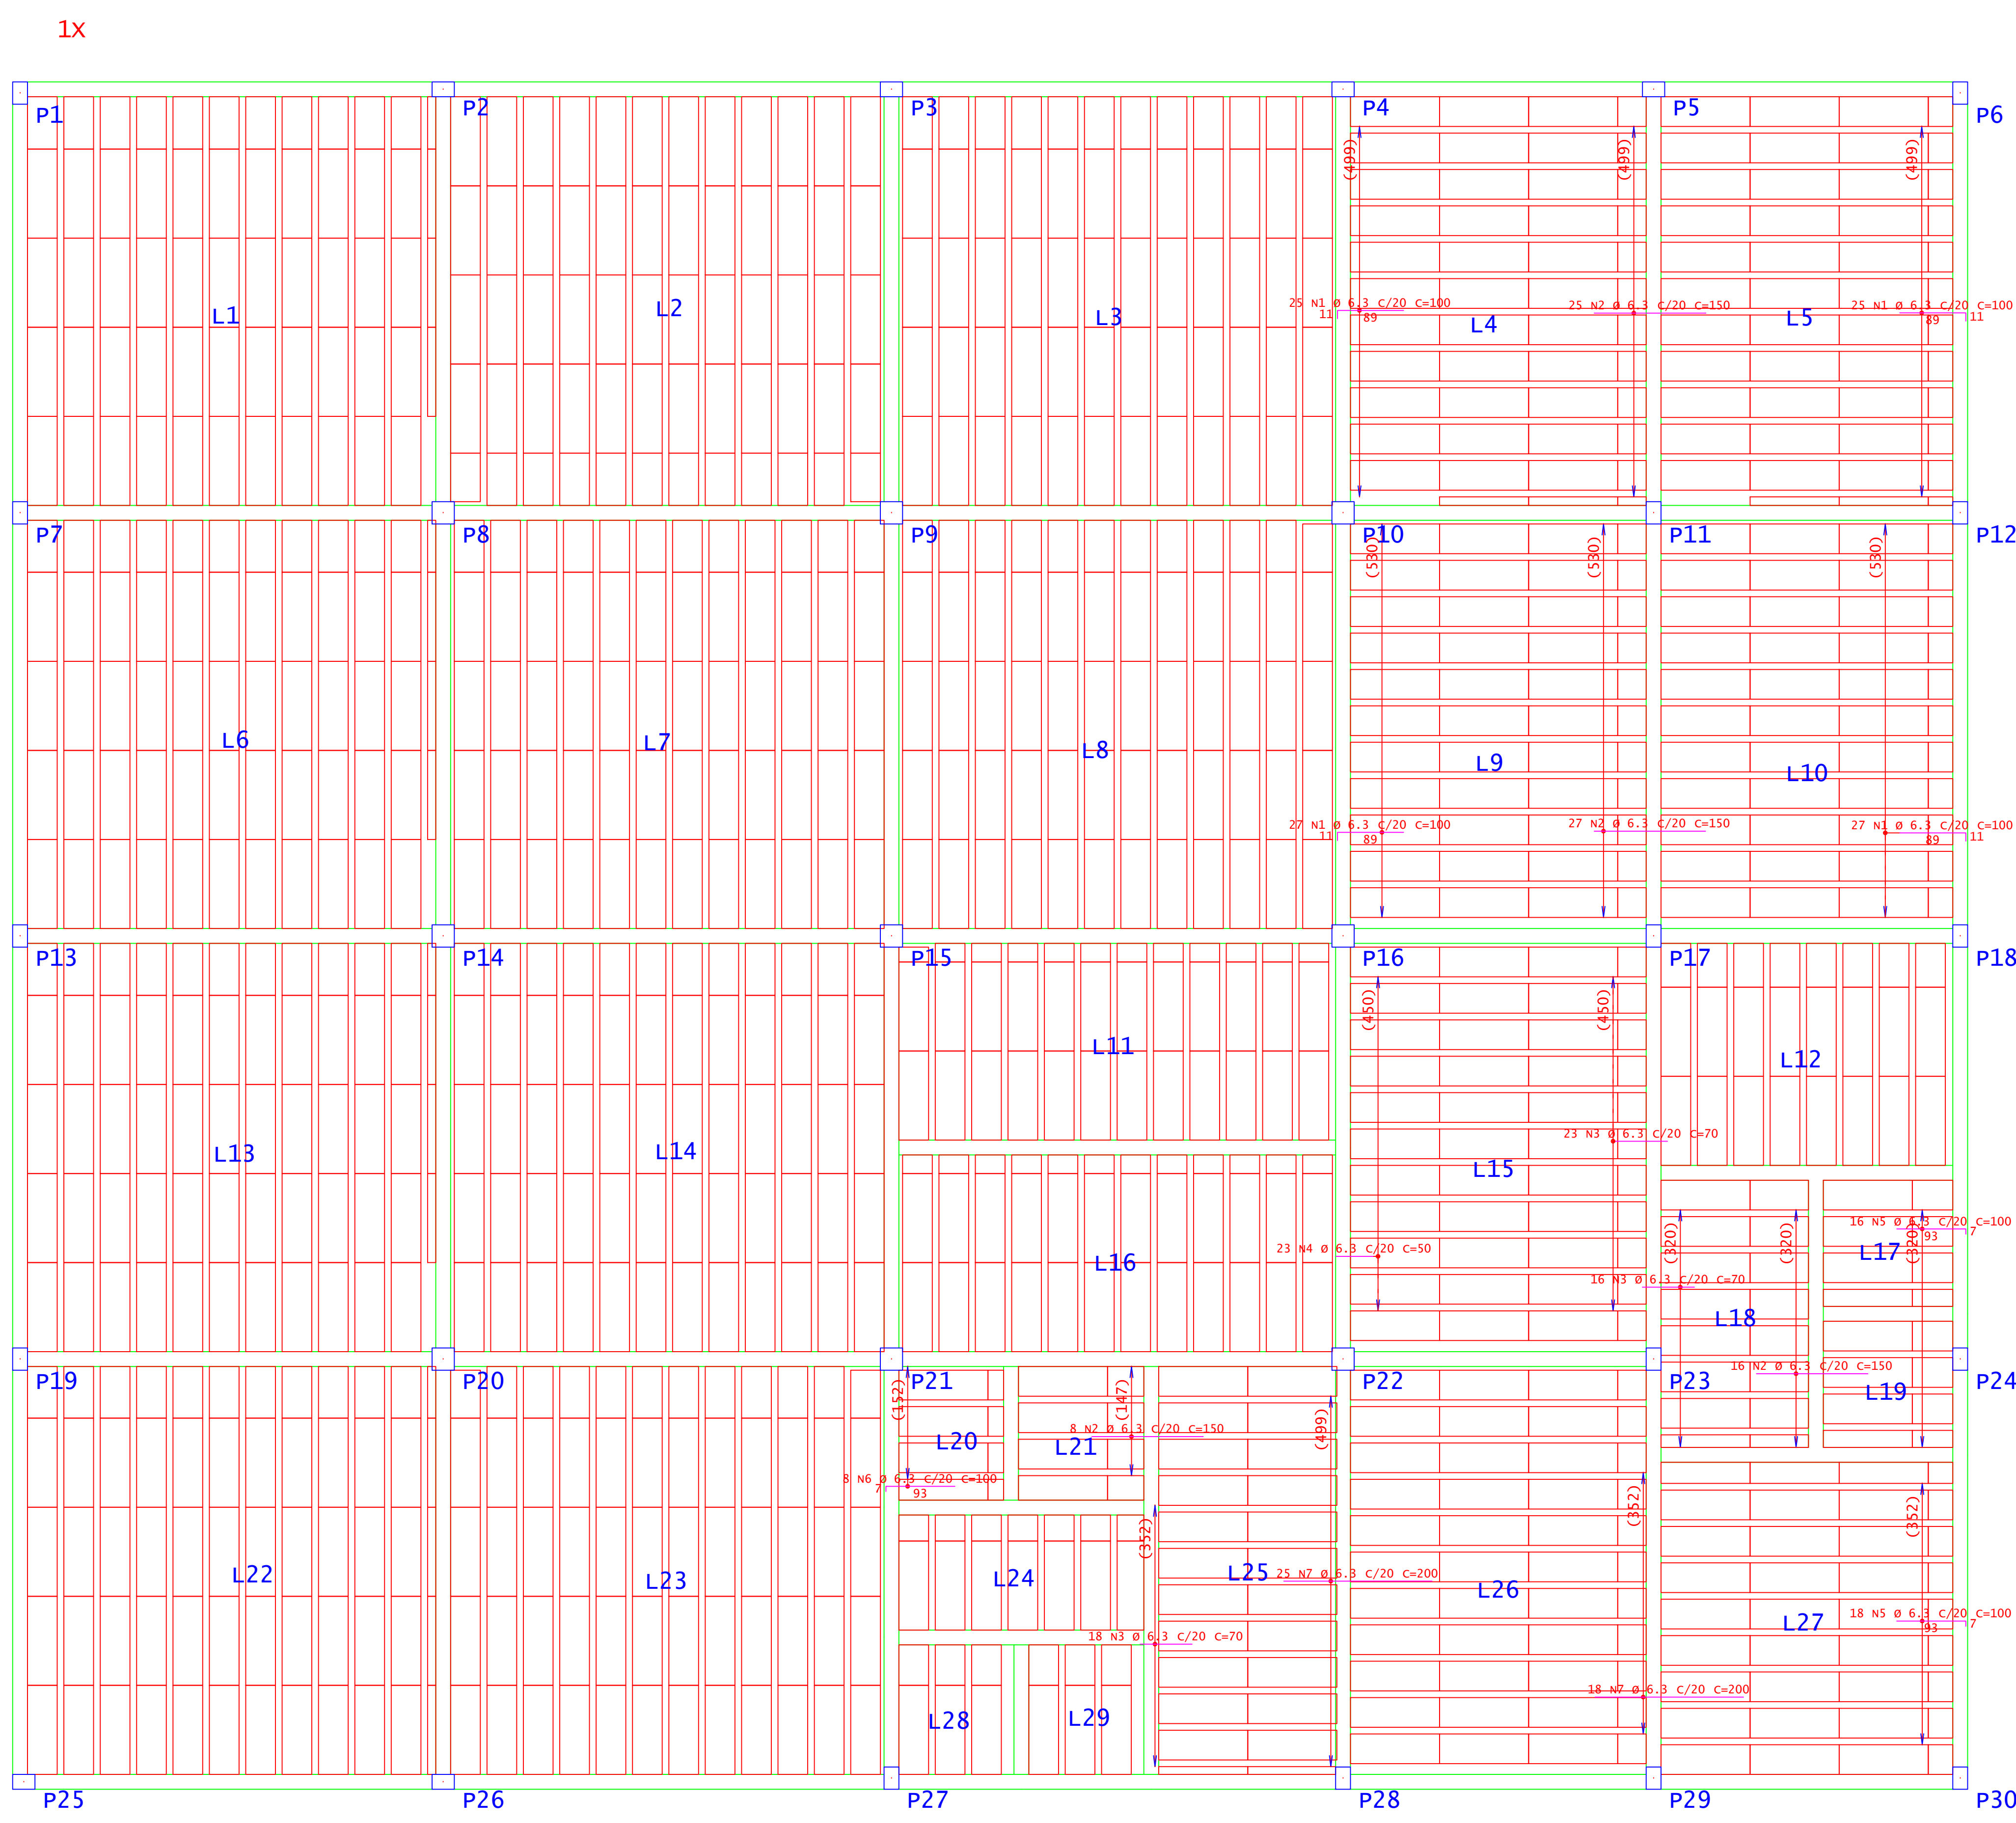 1X
P1
P2
P3
P4
P5
P6
(499)
(499)
(499)
L1
L2
L3
25 N1 Ø 6.3 C/20 C=100
11
89
L4
25 N2 Ø 6.3 C/20 C=150
L5
25 N1 Ø 6.3 C/20 C=100
89
11
P7
P8
P9
P10
P11
P12
(530)
(530)
(530)
L6
L7
L8
L9
L10
27 N1 Ø 6.3 C/20 C=100
11
89
27 N2 Ø 6.3 C/20 C=150
27 N1 Ø 6.3 C/20 C=100
89
11
P13
P14
P15
P16
P17
P18
(450)
(450)
L11
L12
L13
L14
23 N3 Ø 6.3 C/20 C=70
L15
16 N5 Ø 6.3 C/20 C=100
7
93
(320)
(320)
(320)
L16
23 N4 Ø 6.3 C/20 C=50
L17
16 N3 Ø 6.3 C/20 C=70
L18
16 N2 Ø 6.3 C/20 C=150
P19
P20
P21
P22
P23
P24
L19
(152)
(147)
(499)
8 N2 Ø 6.3 C/20 C=150
L20
L21
8 N6 Ø 6.3 C/20 C=100
7
93
(352)
(352)
(352)
L22
L23
L24
L25
25 N7 Ø 6.3 C/20 C=200
L26
L27
18 N5 Ø 6.3 C/20 C=100
93
7
18 N3 Ø 6.3 C/20 C=70
18 N7 Ø 6.3 C/20 C=200
L28
L29
P25
P26
P27
P28
P29
P30